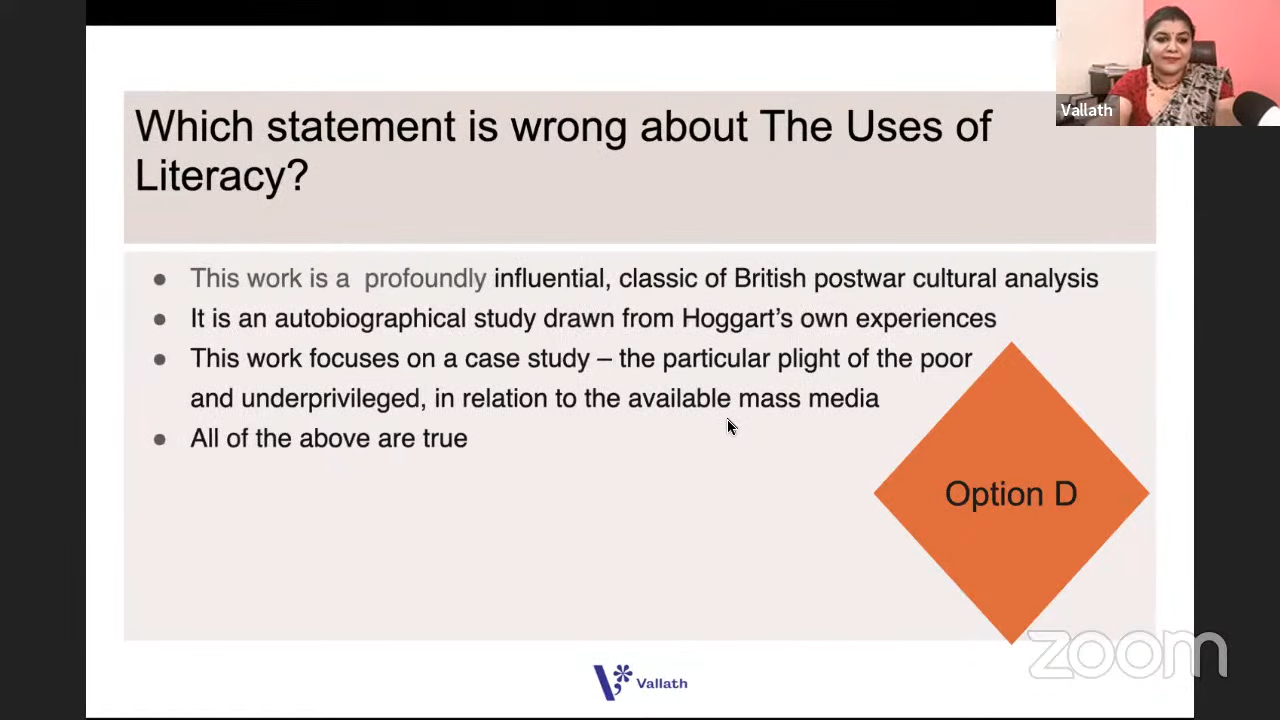 Which statement is wrong about The Uses of
Literacy?
● This work is a  profoundly influential, classic of British postwar cultural analysis
● It is an autobiographical study drawn from Hoggart’s own experiences
● This work focuses on a case study – the particular plight of the poor
and underprivileged, in relation to the available mass media
● All of the above are true
Option D
Vallath
zoom
Vallath